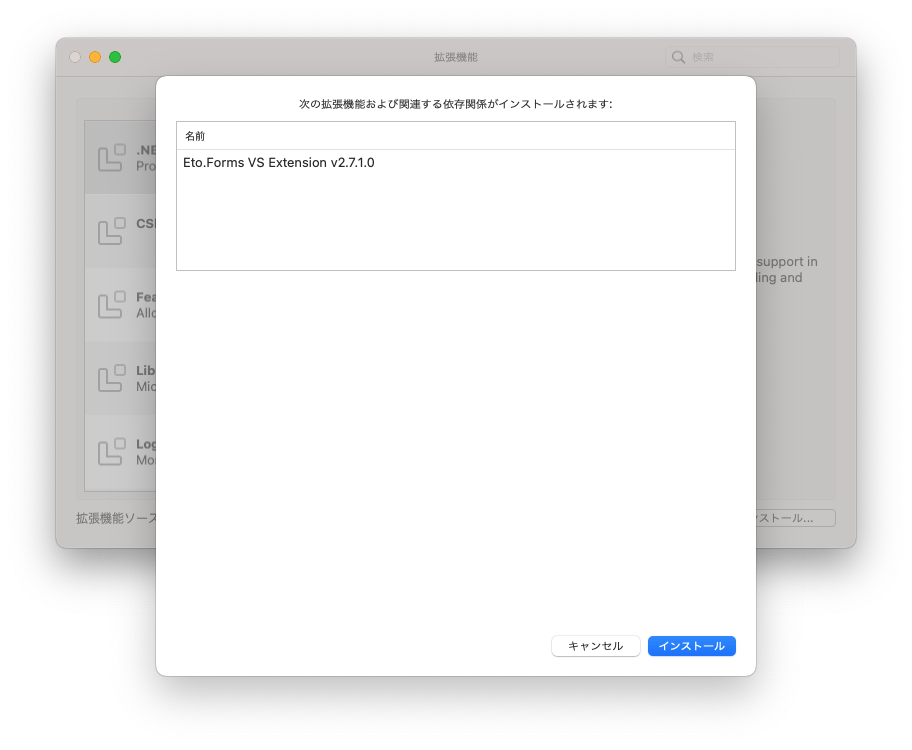 拡張機能
検索
次の拡張機能および関連する依存関係がインストールされます:
名前
Eto.Forms VS Extension v2.7.1.0
.NE
Pro
CS
Fea
Allo
Lib
Mic
Log
Mo
support in
ling and
拡張機能ソース
ストール...
キャンセル
インストール